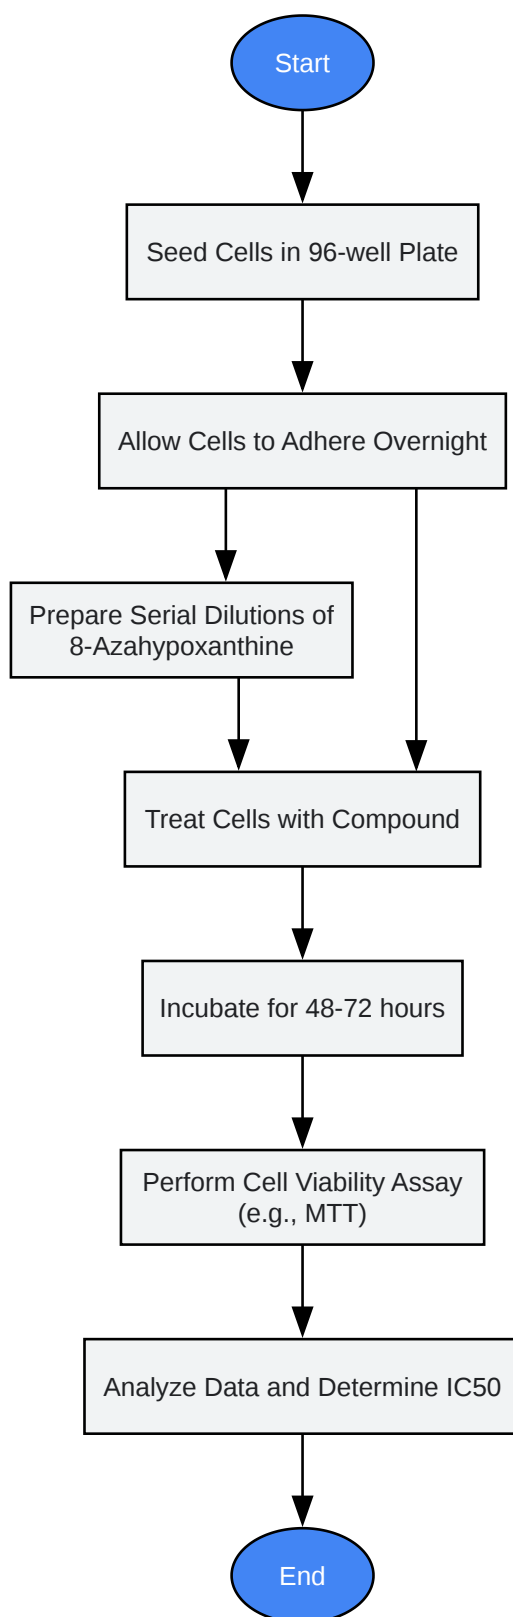 Start
Seed Cells in 96-well Plate
Allow Cells to Adhere Overnight
Prepare Serial Dilutions of
8-Azahypoxanthine
Treat Cells with Compound
Incubate for 48-72 hours
Perform Cell Viability Assay
(e.g., MTT)
Analyze Data and Determine IC50
End